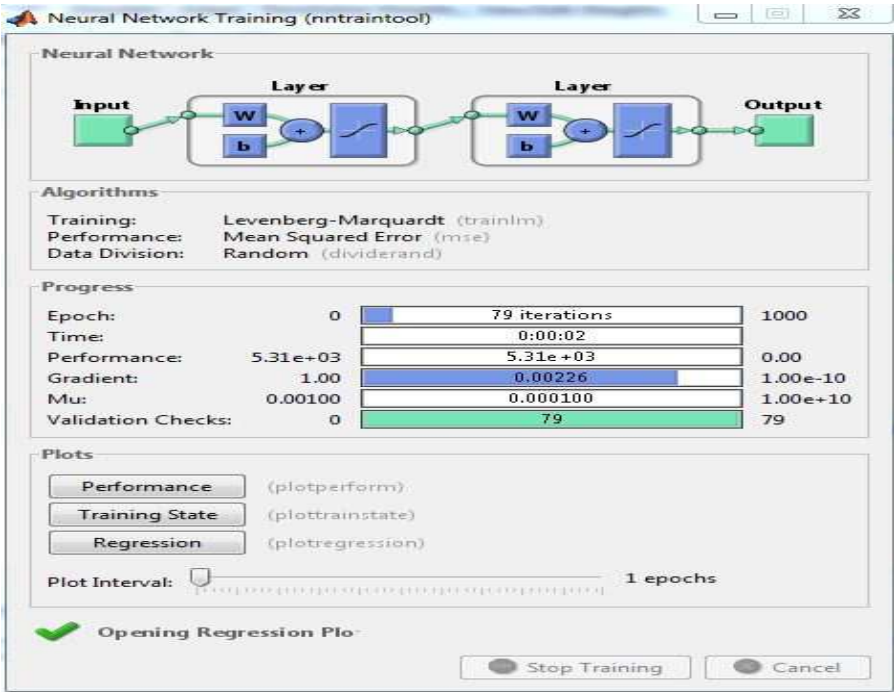 Neural Network Training (nntraintool)
Neural Network
Layer Layer
Input Output
W W
+ +
b b
Algorithms
Training: Levenberg-Marquardt (trainlm)
Performance: Mean Squared Error (mse)
Data Division: Random (dividerand)
Progress
Epoch: 0 79 iterations 1000
Time: 0:00:02
Performance: 5.31e+03 5.31e+03 0.00
Gradient: 1.00 0.00226 1.00e-10
Mu: 0.00100 0.000100 1.00e+10
Validation Checks: 0 79 79
Plots
Performance (plotperform)
Training State (plottrainstate)
Regression (plotregression)
Plot Interval: 1 epochs
Opening Regression Plo
Stop Training Cancel